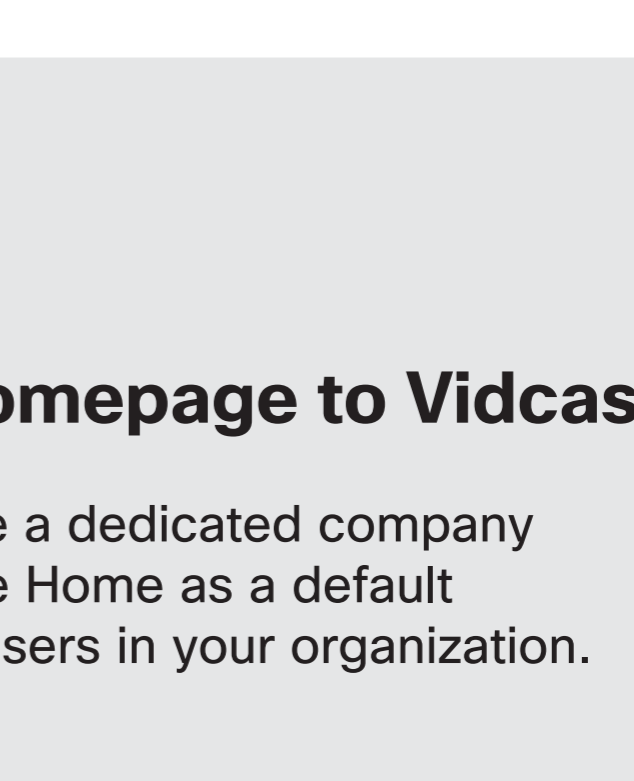 omepage to Vidcas
e a dedicated company
e Home as a default
sers in your organization.